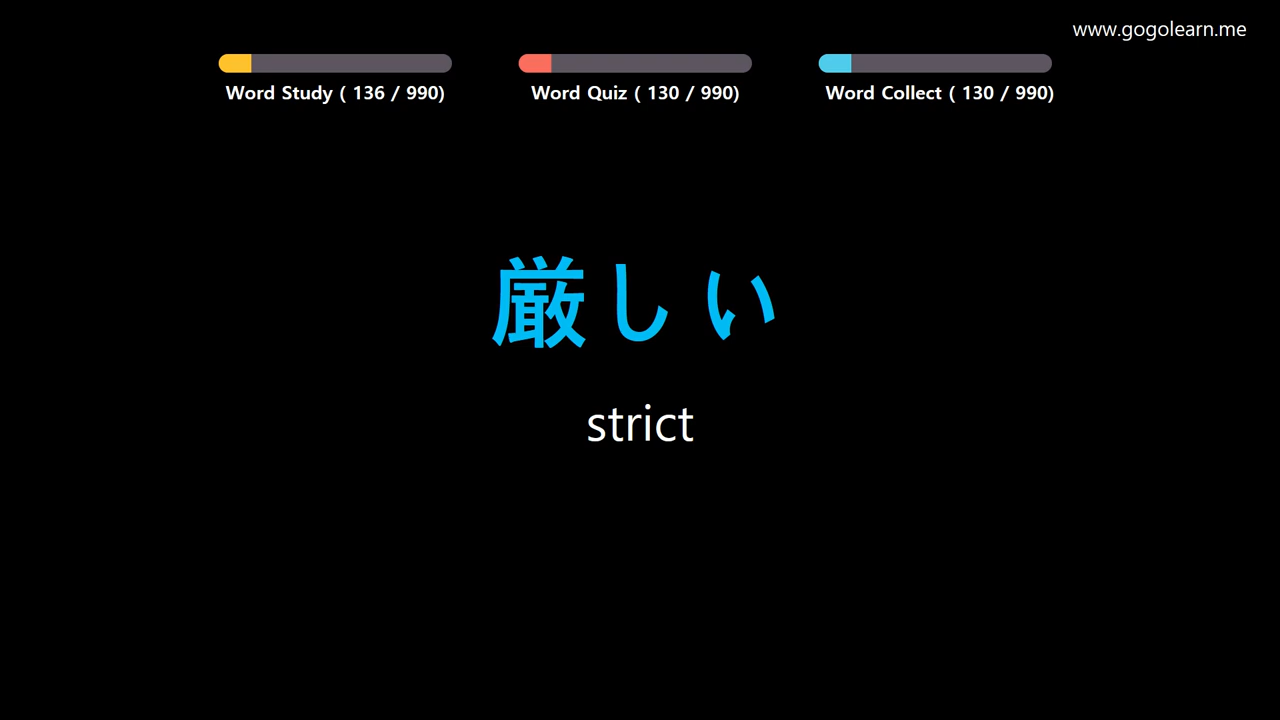 www.gogolearn.me
Word Study ( 136 / 990)
Word Quiz ( 130 / 990)
Word Collect ( 130 / 990)
厳しい
strict